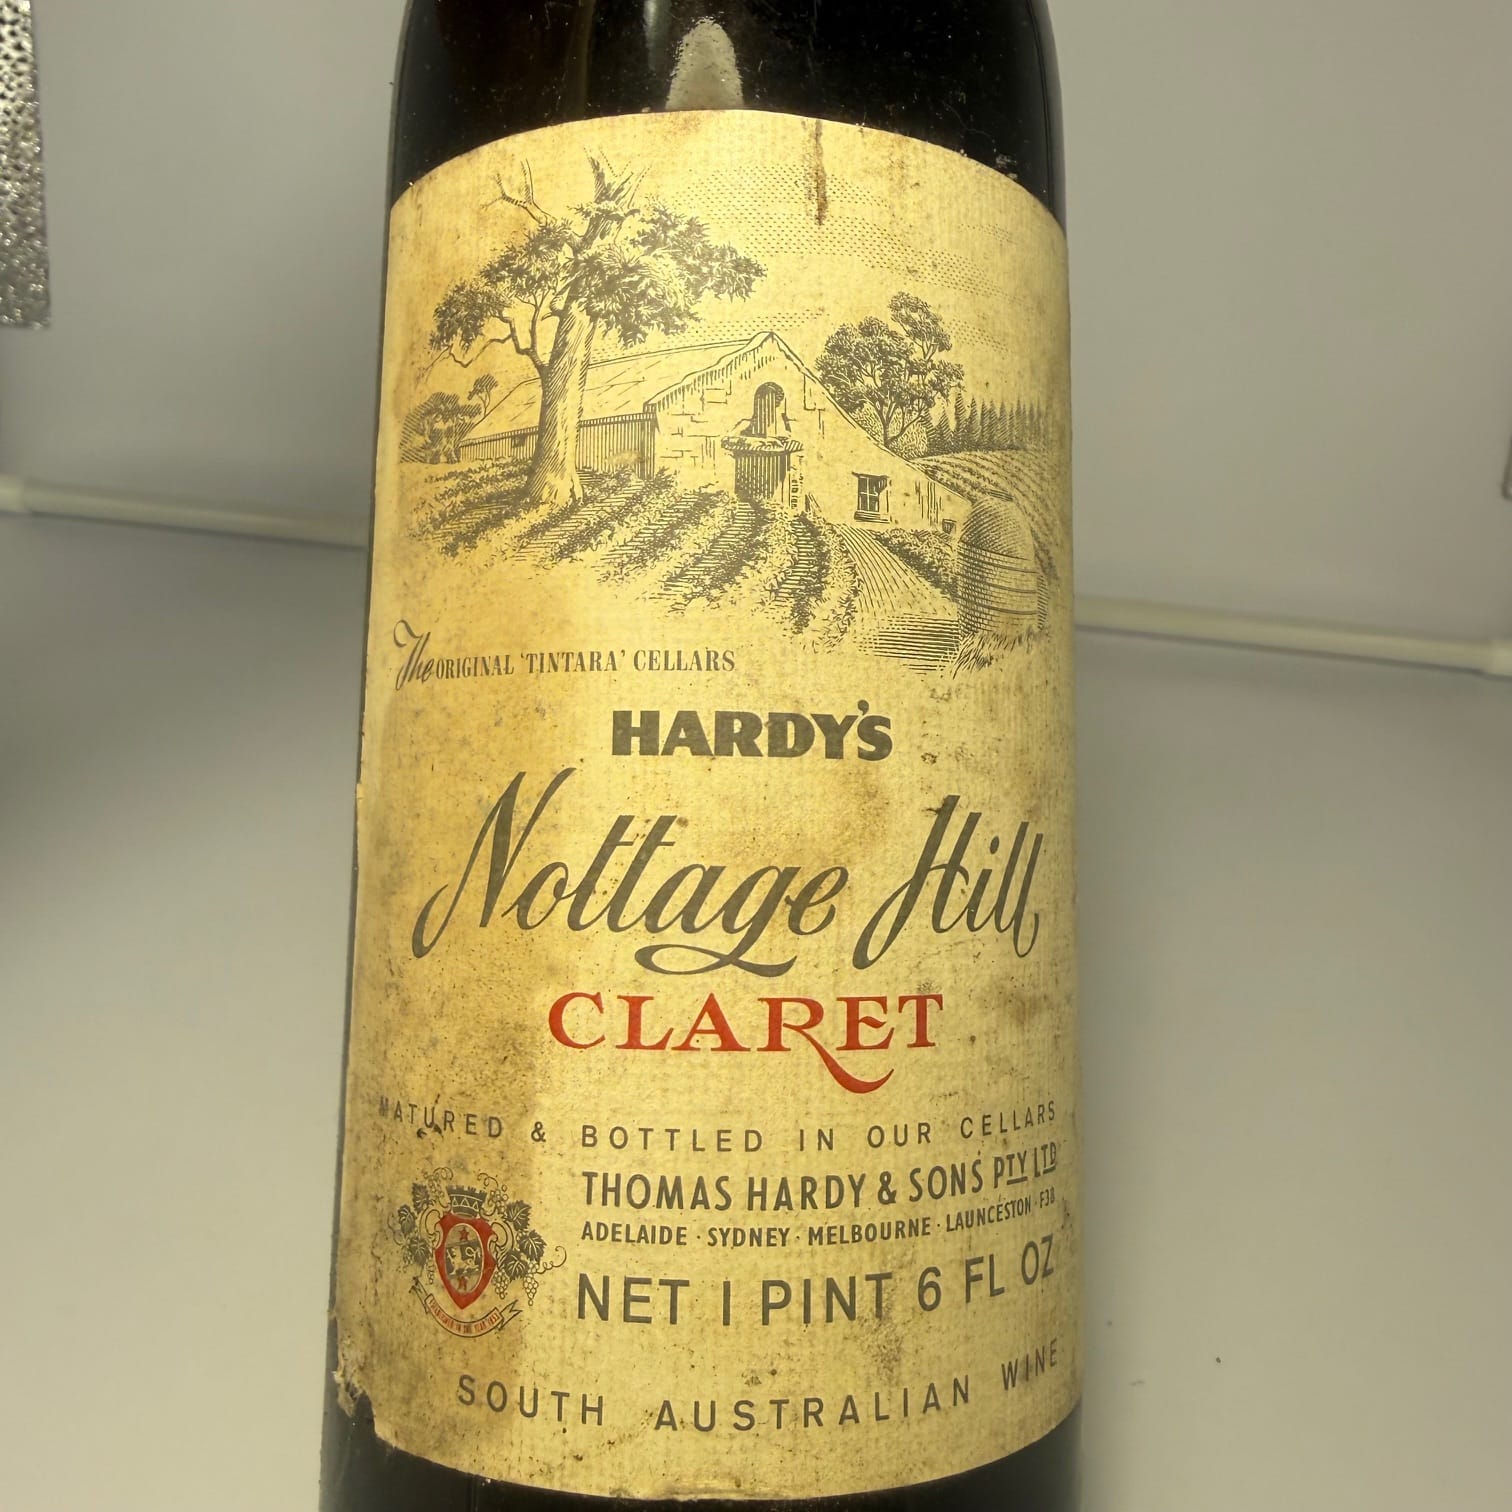 The ORIGINAL 'TINTARA' CELLARS
HARDY'S
Nottage Hill
CLARET
MATURED & BOTTLED IN OUR CELLARS
THOMAS HARDY & SONS PTY LTD
ADELAIDE · SYDNEY · MELBOURNE · LAUNCESTON · F38
NET 1 PINT 6 FL OZ
SOUTH AUSTRALIAN WINE